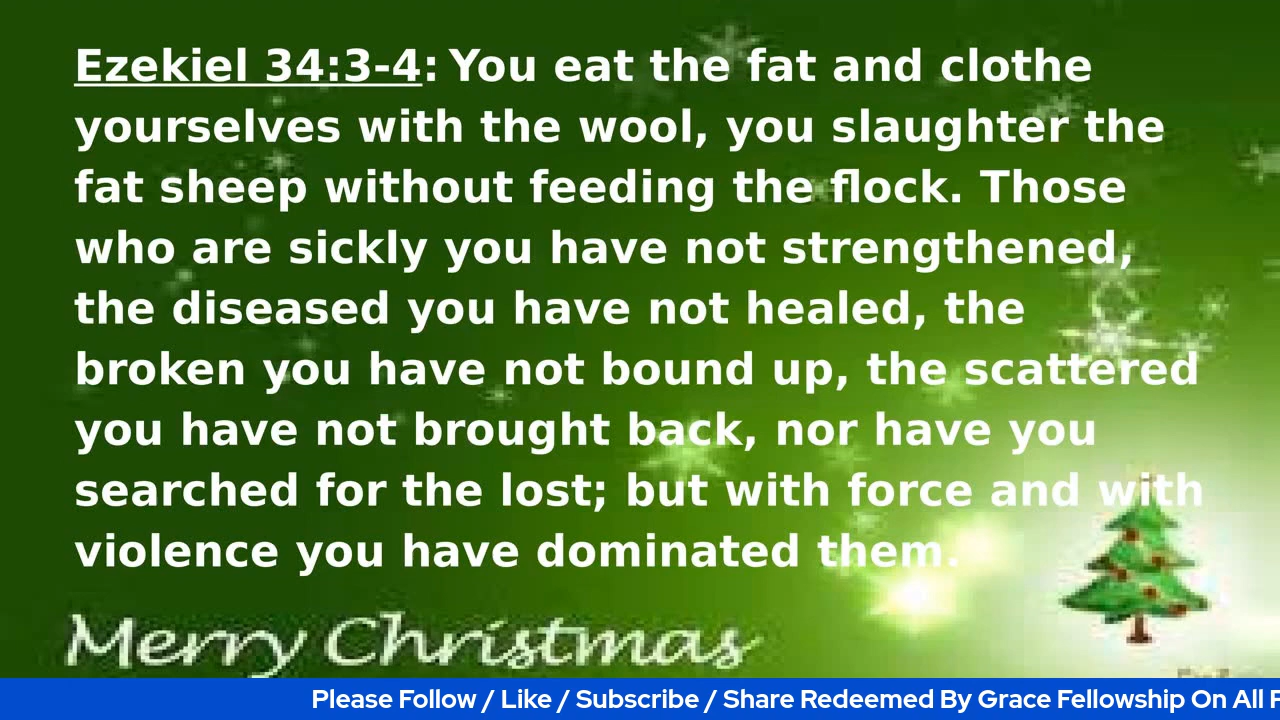 Ezekiel 34:3-4: You eat the fat and clothe
yourselves with the wool, you slaughter the
fat sheep without feeding the flock. Those
who are sickly you have not strengthened,
the diseased you have not healed, the
broken you have not bound up, the scattered
you have not brought back, nor have you
searched for the lost; but with force and with
violence you have dominated them.
Merry Christmas
Please Follow / Like / Subscribe / Share Redeemed By Grace Fellowship On All